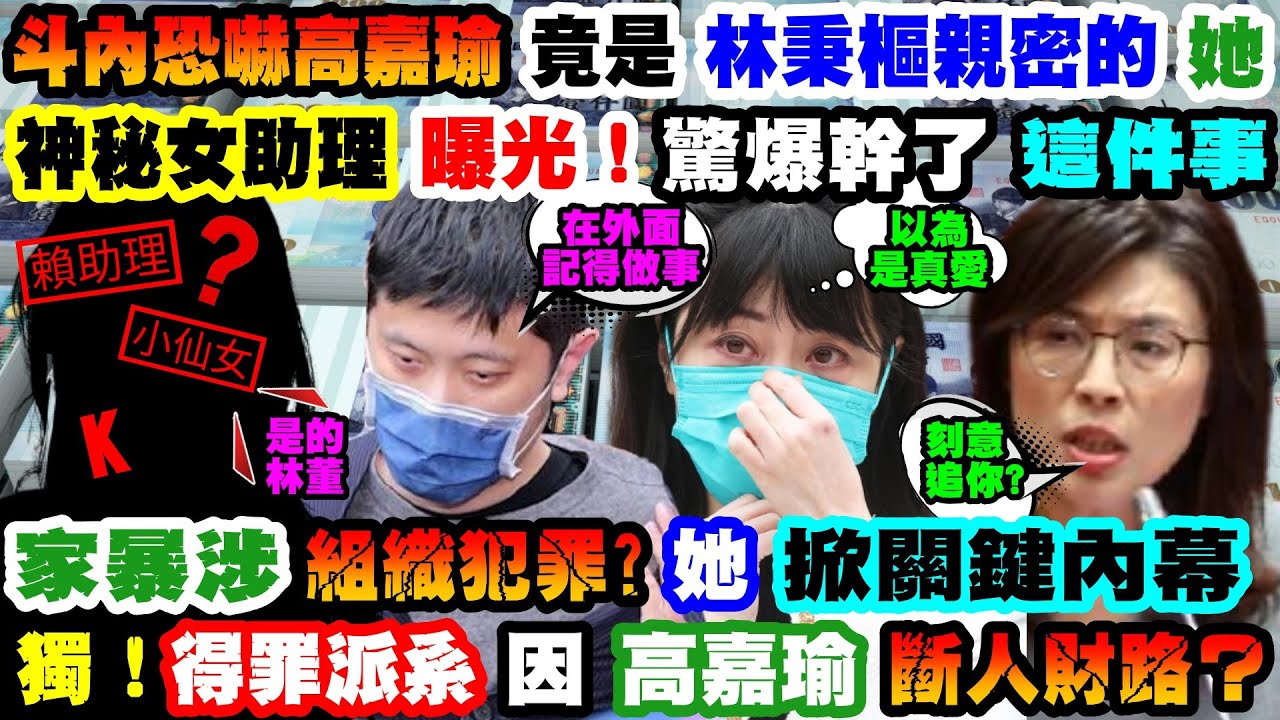 斗內恐嚇高嘉瑜 竟是 林秉樞親密的 她
神秘女助理 曝光！驚爆幹了 這件事
賴助理
?
小仙女
K
是的
林董
在外面
記得做事
以為
是真愛
刻意
追你?
家暴涉 組織犯罪? 她 掀關鍵內幕
獨！得罪派系 因 高嘉瑜 斷人財路？